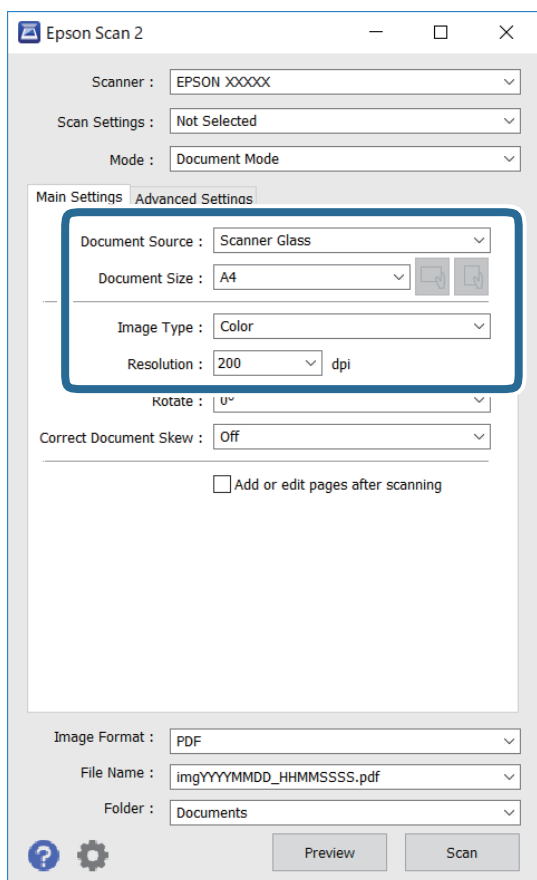 Epson Scan 2
Scanner : EPSON XXXXX
Scan Settings : Not Selected
Mode : Document Mode
Main Settings Advanced Settings
Document Source : Scanner Glass
Document Size : A4
Image Type : Color
Resolution : 200 dpi
Rotate : 0°
Correct Document Skew : Off
Add or edit pages after scanning
Image Format : PDF
File Name : imgYYYYMMDD_HHMMSSSS.pdf
Folder : Documents
? Preview Scan